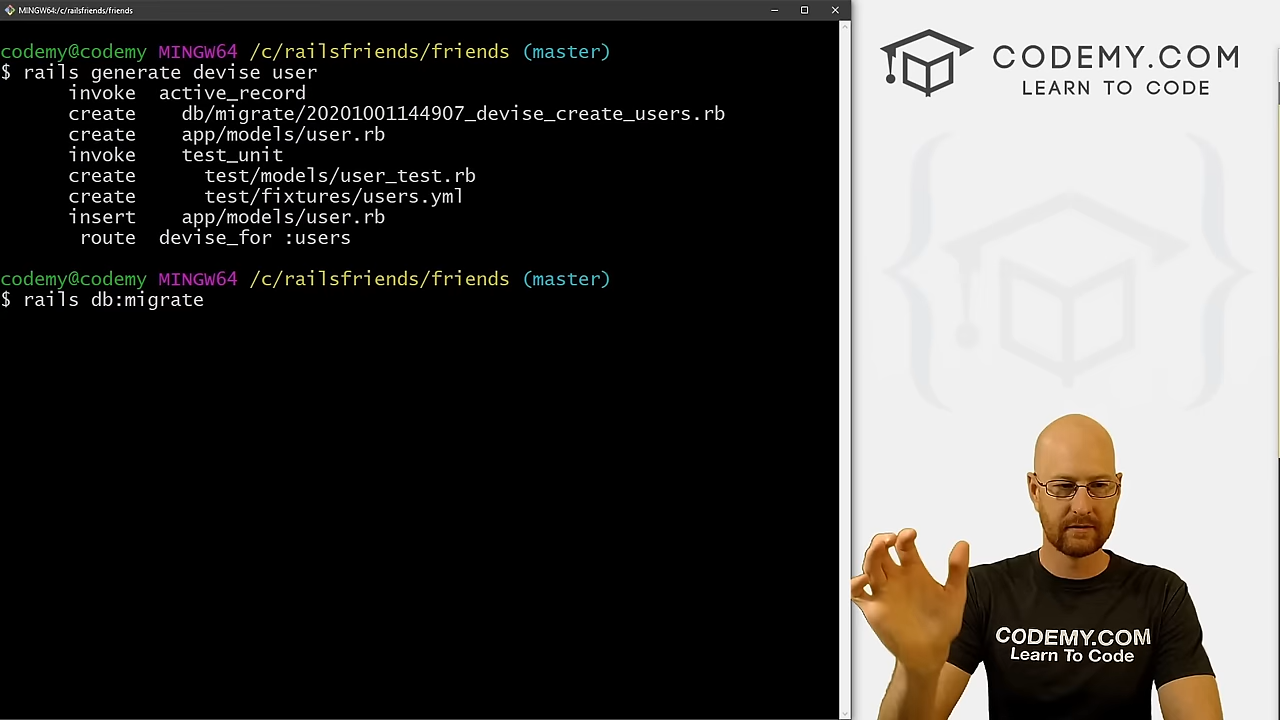 MINGW64:/c/railsfriends/friends
codemy@codemy MINGW64 /c/railsfriends/friends (master)
$ rails generate devise user
invoke active_record
create db/migrate/20201001144907_devise_create_users.rb
create app/models/user.rb
invoke test_unit
create test/models/user_test.rb
create test/fixtures/users.yml
insert app/models/user.rb
route devise_for :users
codemy@codemy MINGW64 /c/railsfriends/friends (master)
$ rails db:migrate
CODEMY.COM
LEARN TO CODE
CODEMY.COM
Learn To Code